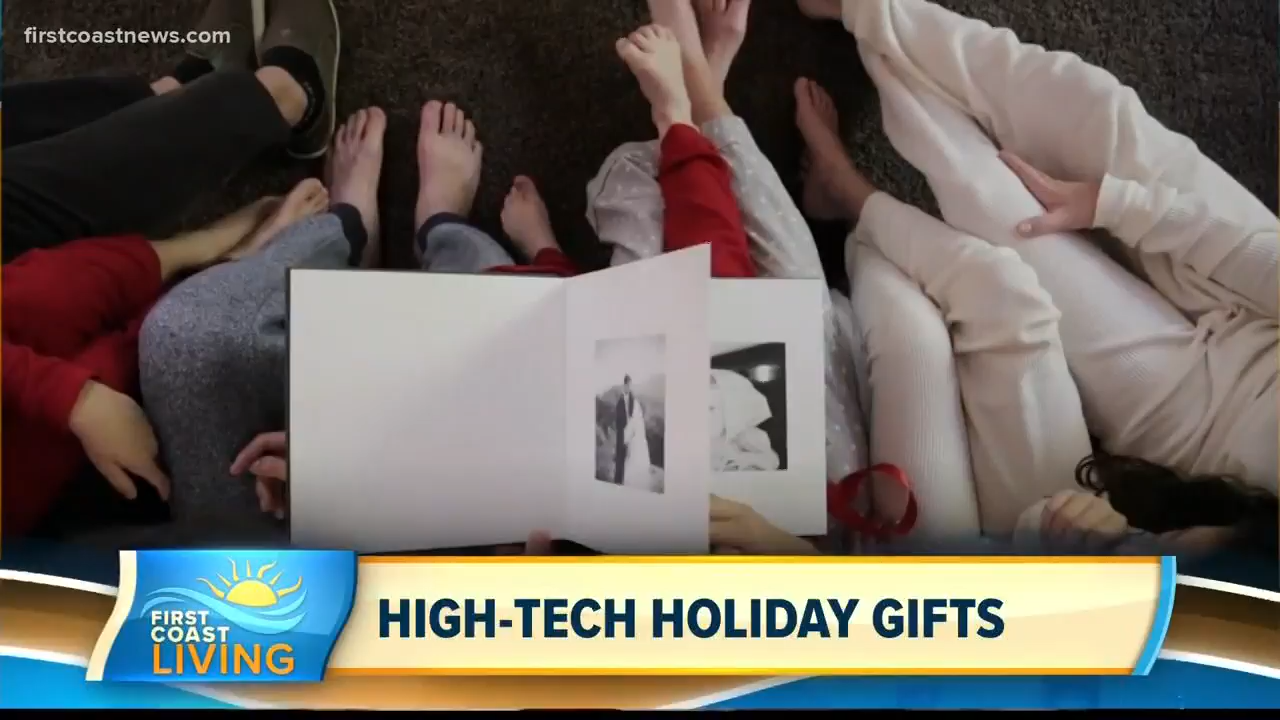 firstcoastnews.com
HIGH-TECH HOLIDAY GIFTS
FIRST
COAST
LIVING